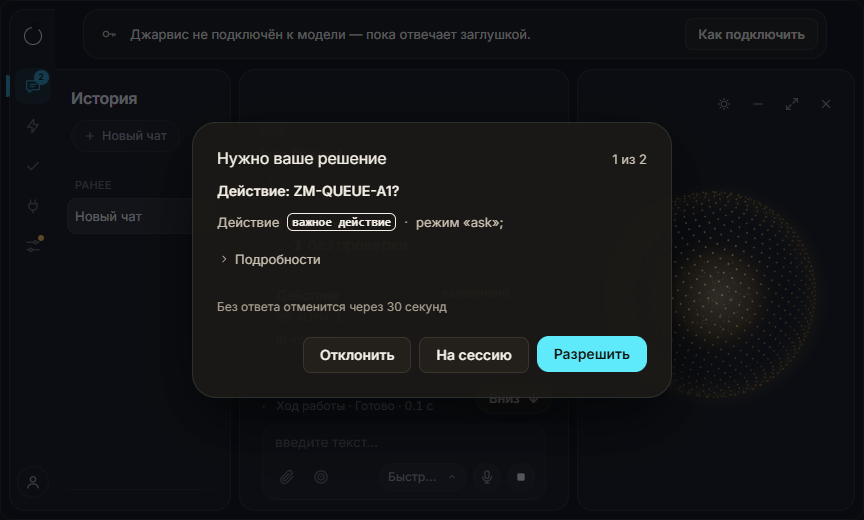 Джарвис не подключён к модели — пока отвечает заглушкой.
Как подключить
2
История
+ Новый чат
РАНЕЕ
Новый чат
Нужно ваше решение
1 из 2
Действие: ZM-QUEUE-A1?
Действие важное действие · режим «ask»;
Подробности
Без ответа отменится через 30 секунд
Отклонить
На сессию
Разрешить
Вниз
Ход работы · Готово · 0.1 с
введите текст...
Быстр...